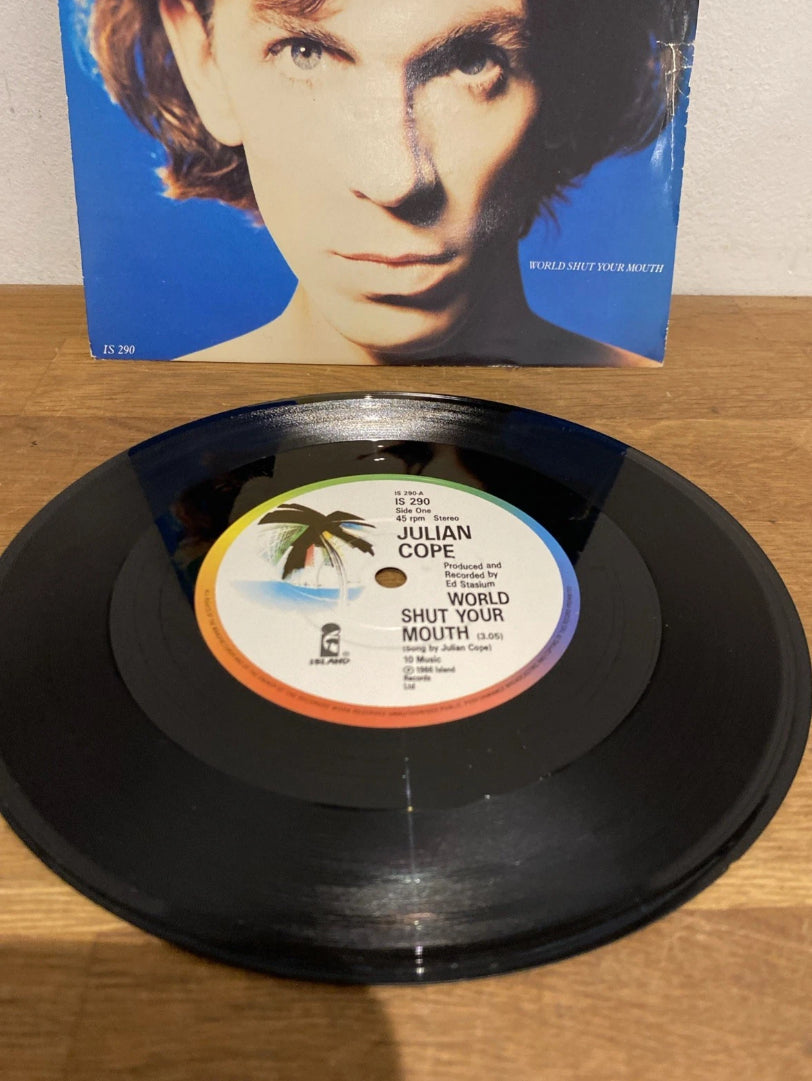 WORLD SHUT YOUR MOUTH
IS 290
IS 290-A
IS 290
Side One
45 rpm Stereo
JULIAN
COPE
Produced and
Recorded by
Ed Stasium
WORLD
SHUT YOUR
MOUTH (3.05)
(sung by Julian Cope)
10 Music
℗ 1986 Island
Records
Ltd
ISLAND ®